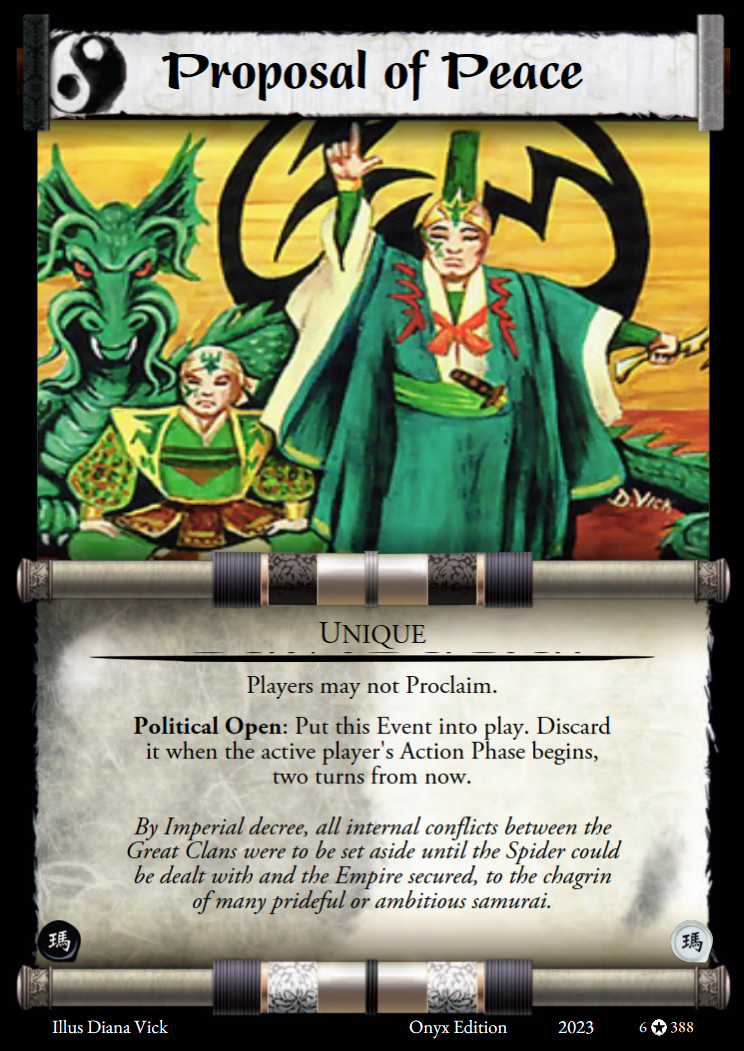 Proposal of Peace
D.Vick
UNIQUE
Players may not Proclaim.
Political Open: Put this Event into play. Discard
it when the active player's Action Phase begins,
two turns from now.
By Imperial decree, all internal conflicts between the
Great Clans were to be set aside until the Spider could
be dealt with and the Empire secured, to the chagrin
of many prideful or ambitious samurai.
瑪 瑪
Illus Diana Vick Onyx Edition 2023 6 ✪ 388